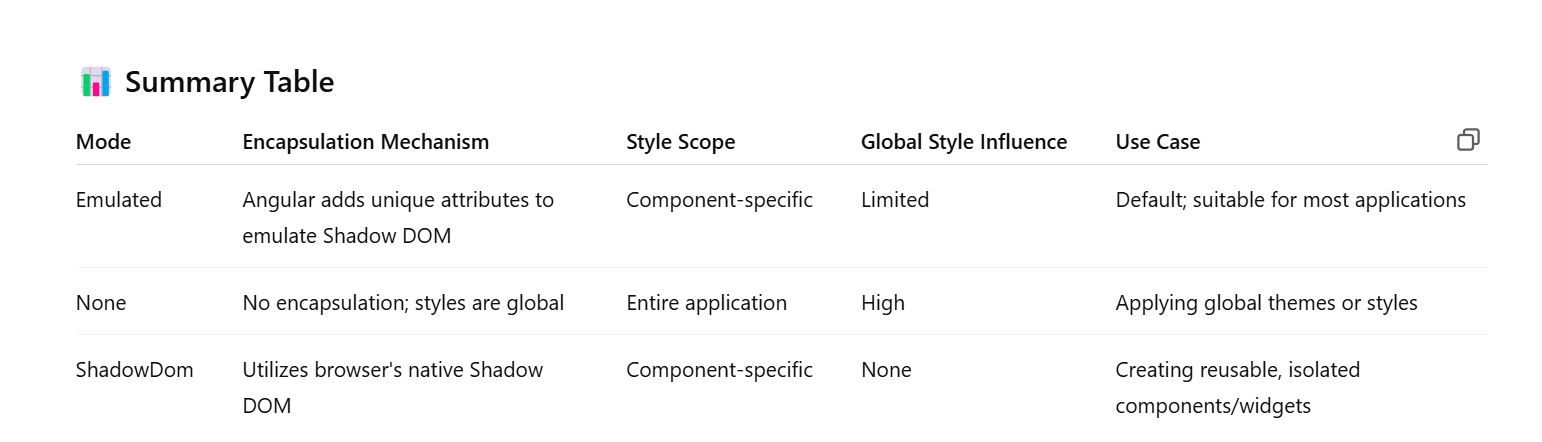 📊 Summary Table
Mode Encapsulation Mechanism Style Scope Global Style Influence Use Case
Emulated Angular adds unique attributes to Component-specific Limited Default; suitable for most applications
emulate Shadow DOM
None No encapsulation; styles are global Entire application High Applying global themes or styles
ShadowDom Utilizes browser's native Shadow Component-specific None Creating reusable, isolated
DOM components/widgets